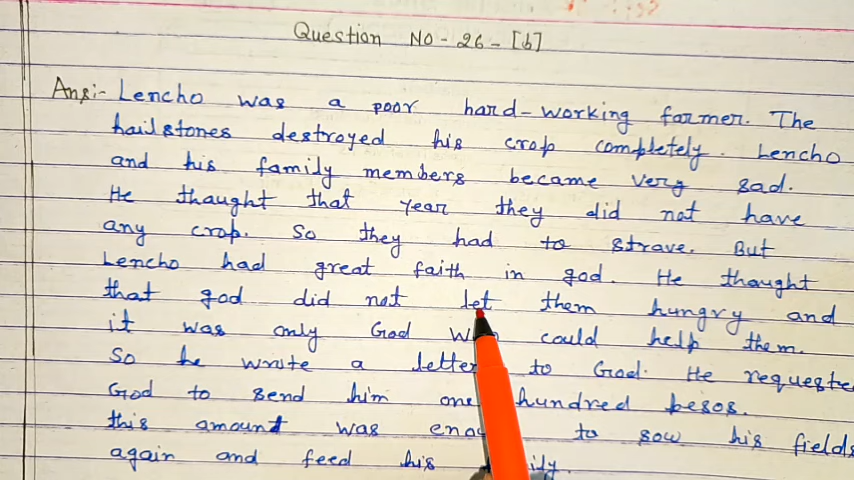 Question NO - 26 - [b]
Ans:- Lencho was a poor hard-working farmer. The
hailstones destroyed his crop completely. Lencho
and his family members became very sad.
He thought that year they did not have
any crop. So they had to strave. But
Lencho had great faith in god. He thought
that god did not let them hungry and
it was only God could help them.
So he wrote a letter to God. He requeste
God to send him one hundred besos.
this amount was to sow his fields
again and feed his